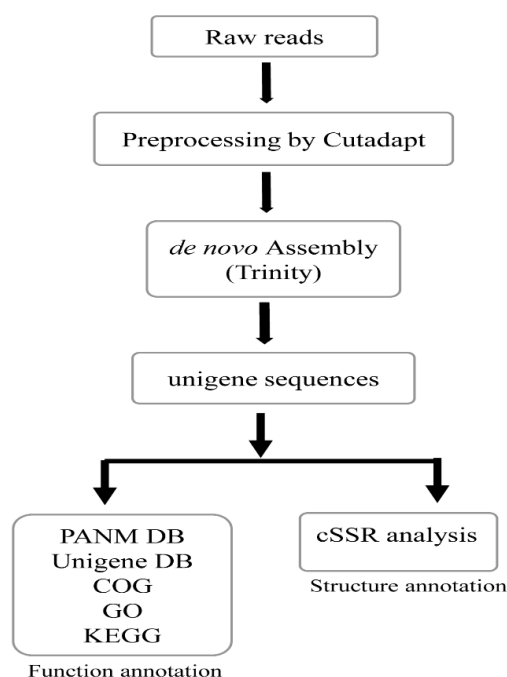 Raw reads
Preprocessing by Cutadapt
de novo Assembly
(Trinity)
unigene sequences
PANM DB
Unigene DB
COG
GO
KEGG
Function annotation
cSSR analysis
Structure annotation